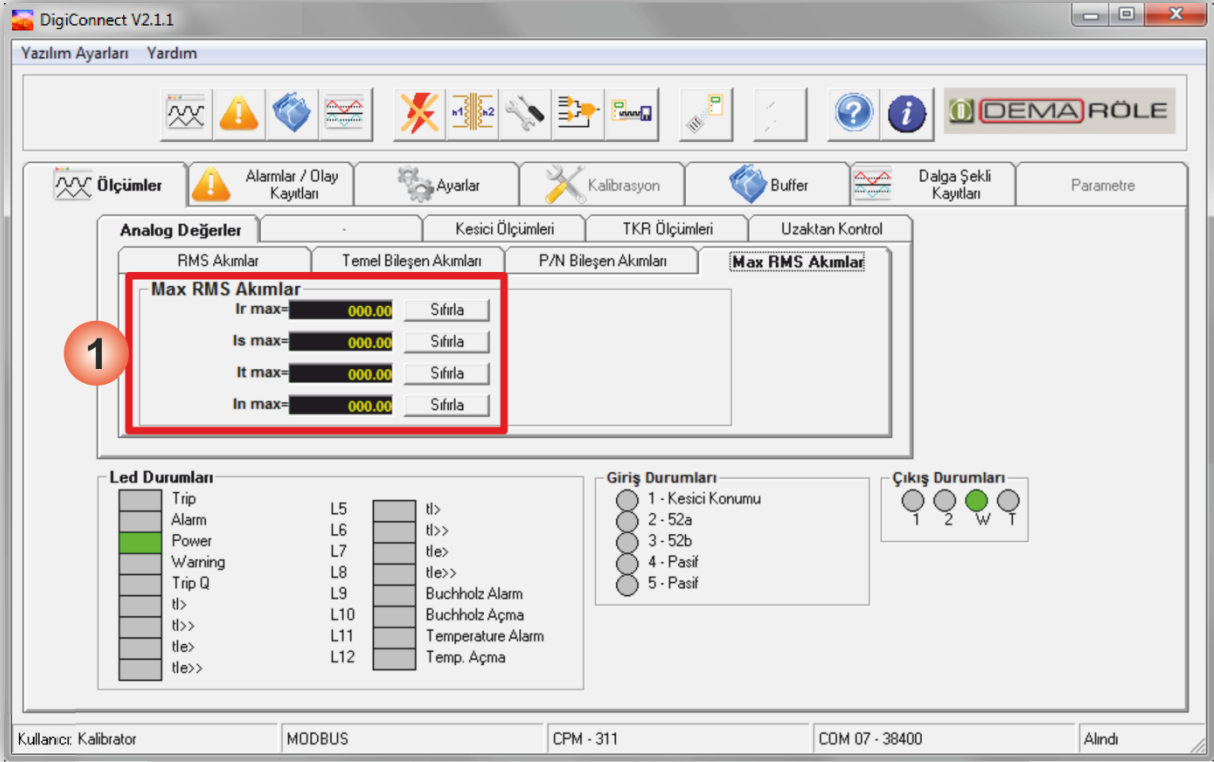 DigiConnect V2.1.1
Yazılım Ayarları Yardım
n1 n2
DEMA RÖLE
Ölçümler
Alarmlar / Olay
Kayıtları
Ayarlar
Kalibrasyon
Buffer
Dalga Şekli
Kayıtları
Parametre
Analog Değerler - Kesici Ölçümleri TKR Ölçümleri Uzaktan Kontrol
RMS Akımlar Temel Bileşen Akımları P/N Bileşen Akımları Max RMS Akımlar
Max RMS Akımlar
1
Ir max= 000.00 Sıfırla
Is max= 000.00 Sıfırla
It max= 000.00 Sıfırla
In max= 000.00 Sıfırla
Led Durumları
Trip
Alarm
Power
Warning
Trip Q
tI>
tI>>
tIe>
tIe>>
L5 tI>
L6 tI>>
L7 tIe>
L8 tIe>>
L9 Buchholz Alarm
L10 Buchholz Açma
L11 Temperature Alarm
L12 Temp. Açma
Giriş Durumları
1 - Kesici Konumu
2 - 52a
3 - 52b
4 - Pasif
5 - Pasif
Çıkış Durumları
1 2 W T
Kullanıcı: Kalibrator MODBUS CPM - 311 COM 07 - 38400 Alındı